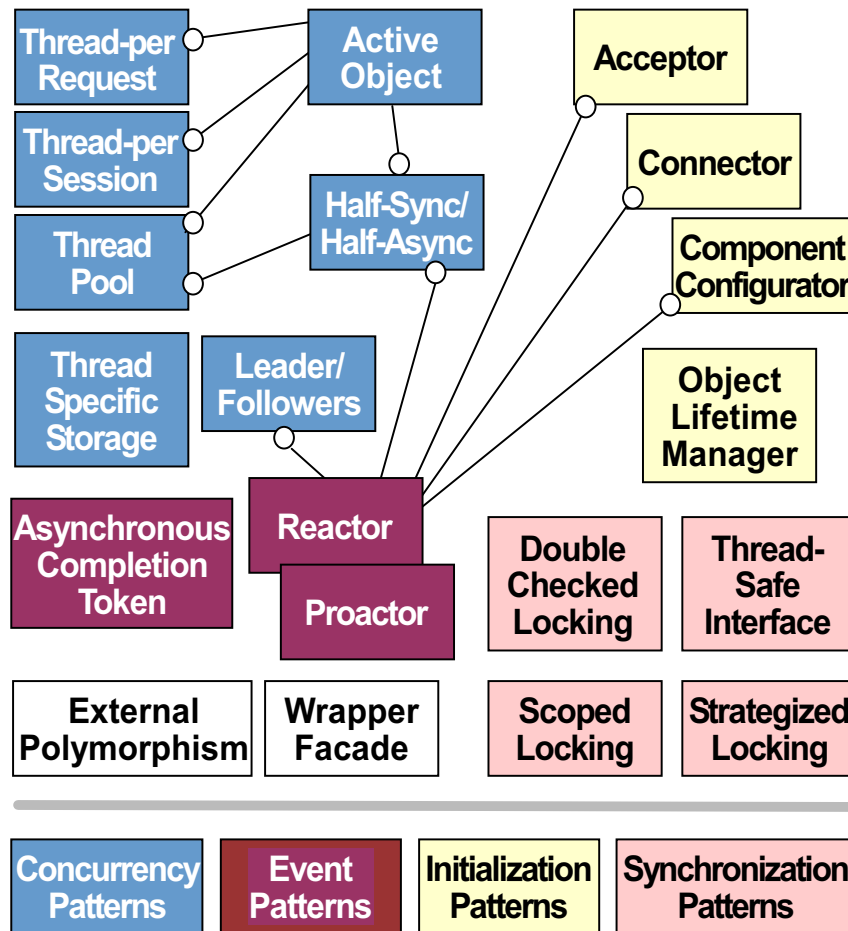 Thread-per
Request
Active
Object
Acceptor
Thread-per
Session
Connector
Half-Sync/
Half-Async
Thread
Pool
Component
Configurator
Thread
Specific
Storage
Leader/
Followers
Object
Lifetime
Manager
Asynchronous
Completion
Token
Reactor
Proactor
Double
Checked
Locking
Thread-
Safe
Interface
External
Polymorphism
Wrapper
Facade
Scoped
Locking
Strategized
Locking
Concurrency
Patterns
Event
Patterns
Initialization
Patterns
Synchronization
Patterns